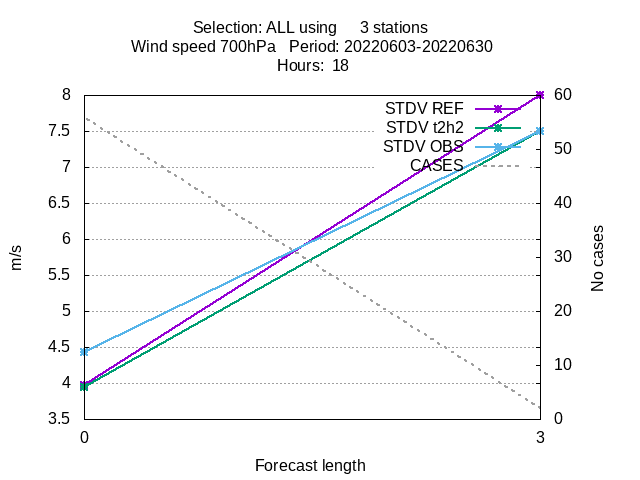 Selection: ALL using 3 stations
Wind speed 700hPa Period: 20220603-20220630
Hours: 18
STDV REF
STDV t2h2
STDV OBS
CASES
8
7.5
7
6.5
6
5.5
5
4.5
4
3.5
60
50
40
30
20
10
0
m/s
No cases
0 3
Forecast length